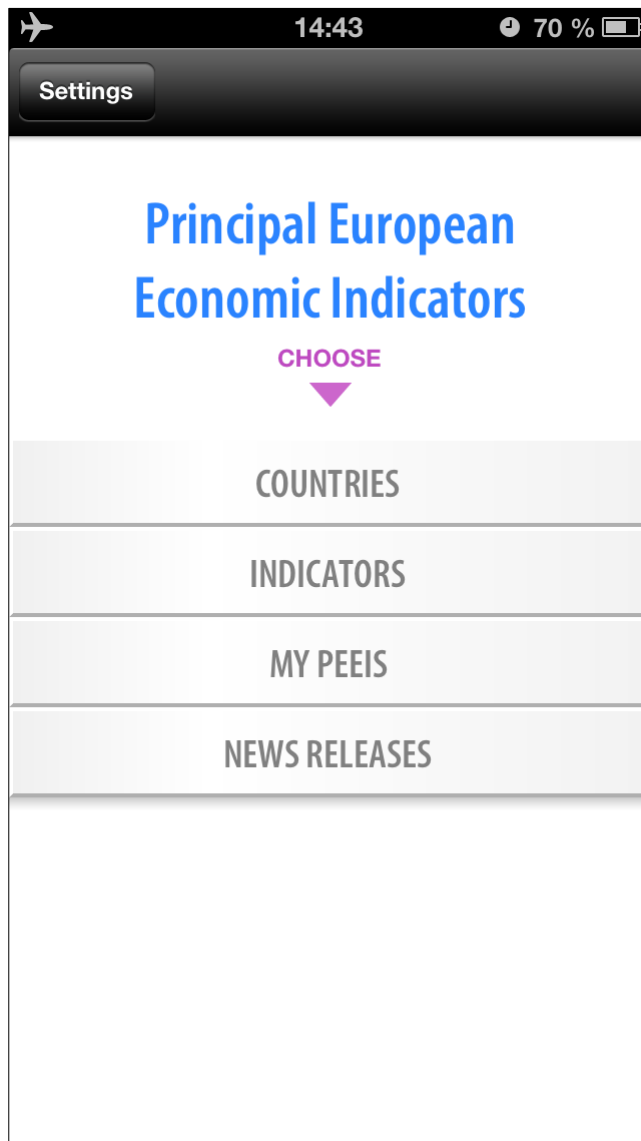 14:43 70 %
Settings
Principal European
Economic Indicators
CHOOSE
COUNTRIES
INDICATORS
MY PEEIS
NEWS RELEASES